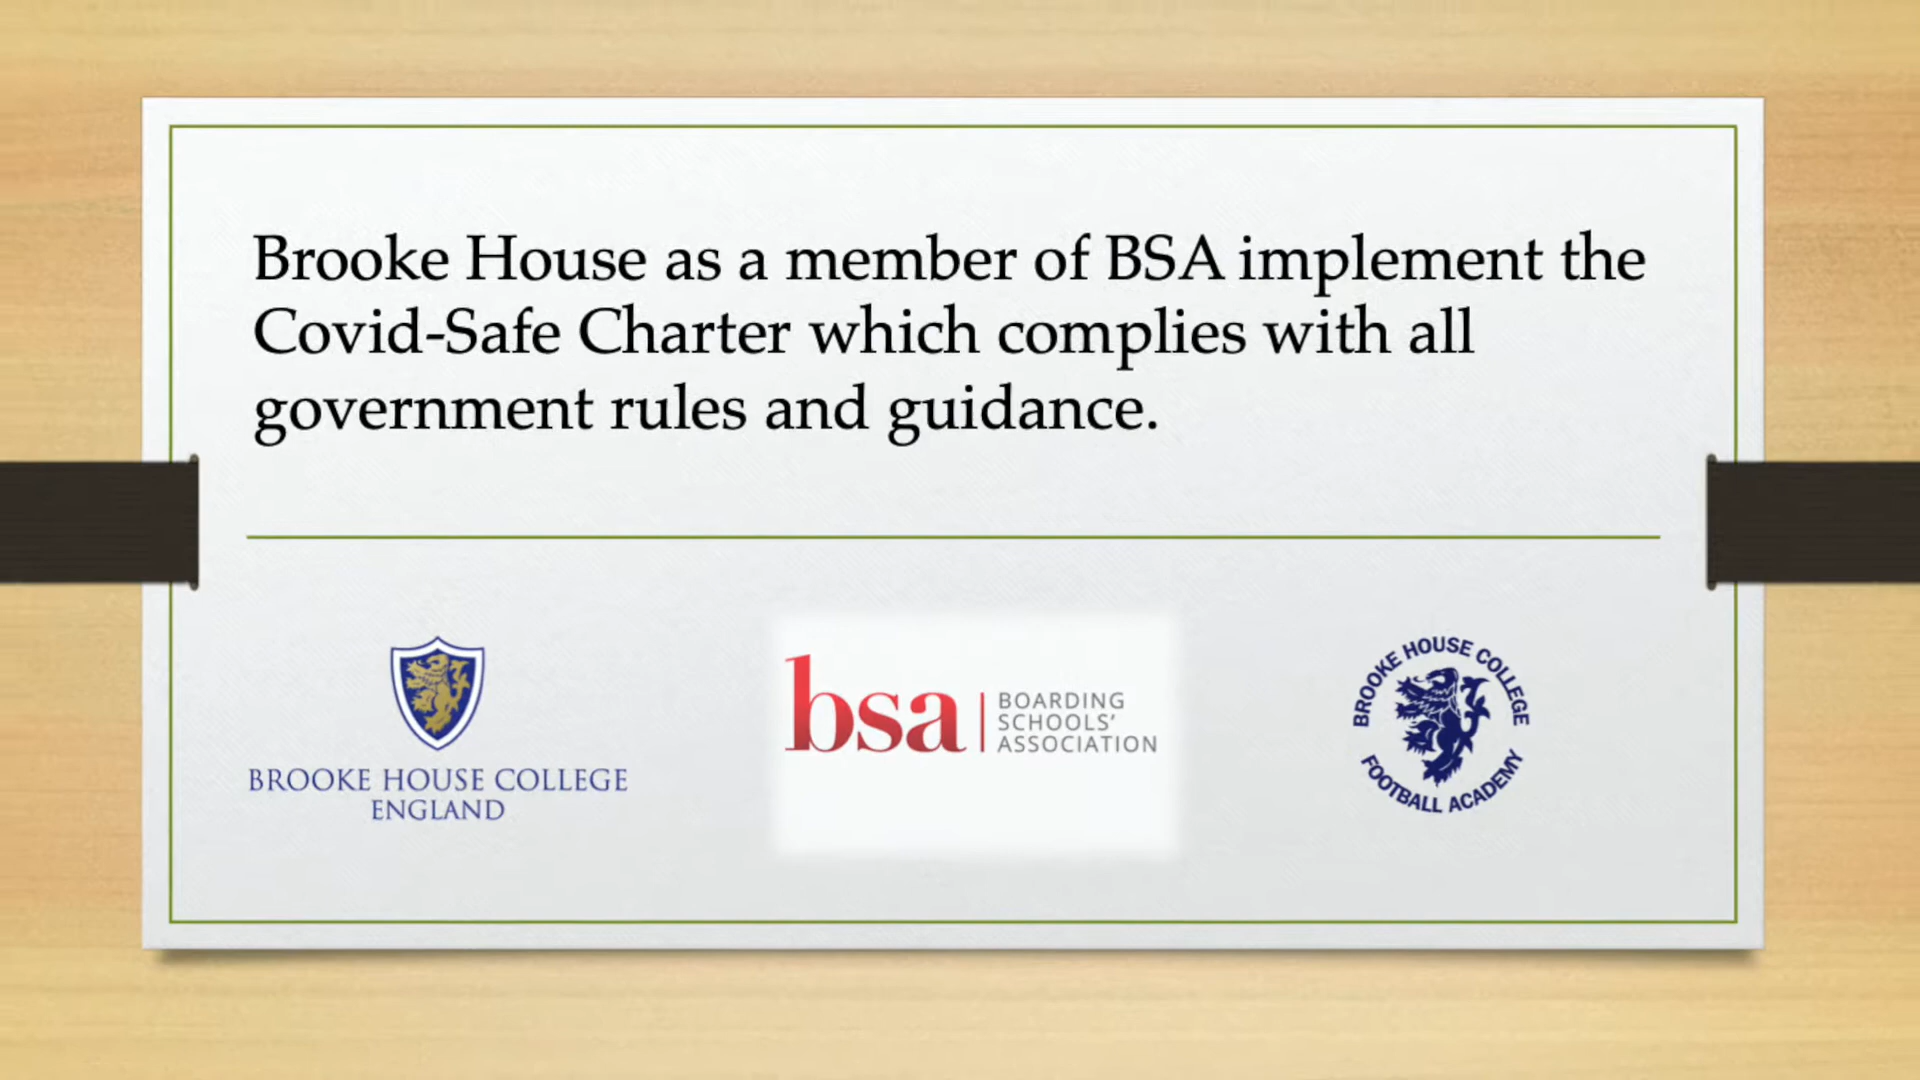 Brooke House as a member of BSA implement the
Covid-Safe Charter which complies with all
government rules and guidance.
BROOKE HOUSE COLLEGE
ENGLAND
bsa
BOARDING
SCHOOLS’
ASSOCIATION
BROOKE HOUSE COLLEGE
FOOTBALL ACADEMY